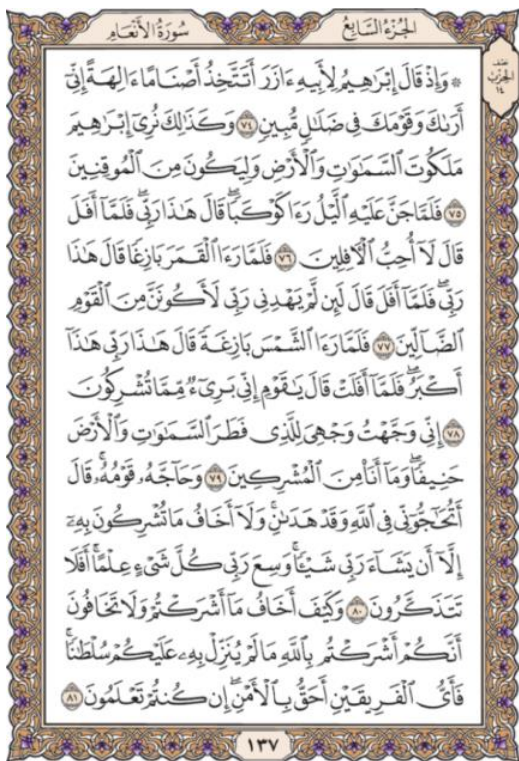 الجزء السابع
سورة الأنعام
نصف
الحزب
١٤
۞ وَإِذْ قَالَ إِبْرَٰهِيمُ لِأَبِيهِ ءَازَرَ أَتَتَّخِذُ أَصْنَامًا ءَالِهَةً إِنِّىٓ
أَرَىٰكَ وَقَوْمَكَ فِى ضَلَٰلٍ مُّبِينٍ ٧٤ وَكَذَٰلِكَ نُرِىٓ إِبْرَٰهِيمَ
مَلَكُوتَ ٱلسَّمَٰوَٰتِ وَٱلْأَرْضِ وَلِيَكُونَ مِنَ ٱلْمُوقِنِينَ
٧٥ فَلَمَّا جَنَّ عَلَيْهِ ٱلَّيْلُ رَءَا كَوْكَبًا ۖ قَالَ هَٰذَا رَبِّى ۖ فَلَمَّآ أَفَلَ
قَالَ لَآ أُحِبُّ ٱلْءَافِلِينَ ٧٦ فَلَمَّا رَءَا ٱلْقَمَرَ بَازِغًا قَالَ هَٰذَا
رَبِّى ۖ فَلَمَّآ أَفَلَ قَالَ لَئِن لَّمْ يَهْدِنِى رَبِّى لَأَكُونَنَّ مِنَ ٱلْقَوْمِ
ٱلضَّآلِّينَ ٧٧ فَلَمَّا رَءَا ٱلشَّمْسَ بَازِغَةً قَالَ هَٰذَا رَبِّى هَٰذَآ
أَكْبَرُ ۖ فَلَمَّآ أَفَلَتْ قَالَ يَٰقَوْمِ إِنِّى بَرِىٓءٌ مِّمَّا تُشْرِكُونَ
٧٨ إِنِّى وَجَّهْتُ وَجْهِىَ لِلَّذِى فَطَرَ ٱلسَّمَٰوَٰتِ وَٱلْأَرْضَ
حَنِيفًا ۖ وَمَآ أَنَا۠ مِنَ ٱلْمُشْرِكِينَ ٧٩ وَحَآجَّهُۥ قَوْمُهُۥ ۚ قَالَ
أَتُحَٰٓجُّوٓنِّى فِى ٱللَّهِ وَقَدْ هَدَىٰنِ ۚ وَلَآ أَخَافُ مَا تُشْرِكُونَ بِهِۦٓ
إِلَّآ أَن يَشَآءَ رَبِّى شَيْـًٔا ۗ وَسِعَ رَبِّى كُلَّ شَىْءٍ عِلْمًا ۗ أَفَلَا
تَتَذَكَّرُونَ ٨٠ وَكَيْفَ أَخَافُ مَآ أَشْرَكْتُمْ وَلَا تَخَافُونَ
أَنَّكُمْ أَشْرَكْتُم بِٱللَّهِ مَا لَمْ يُنَزِّلْ بِهِۦ عَلَيْكُمْ سُلْطَٰنًا ۚ
فَأَىُّ ٱلْفَرِيقَيْنِ أَحَقُّ بِٱلْأَمْنِ ۖ إِن كُنتُمْ تَعْلَمُونَ ٨١
١٣٧